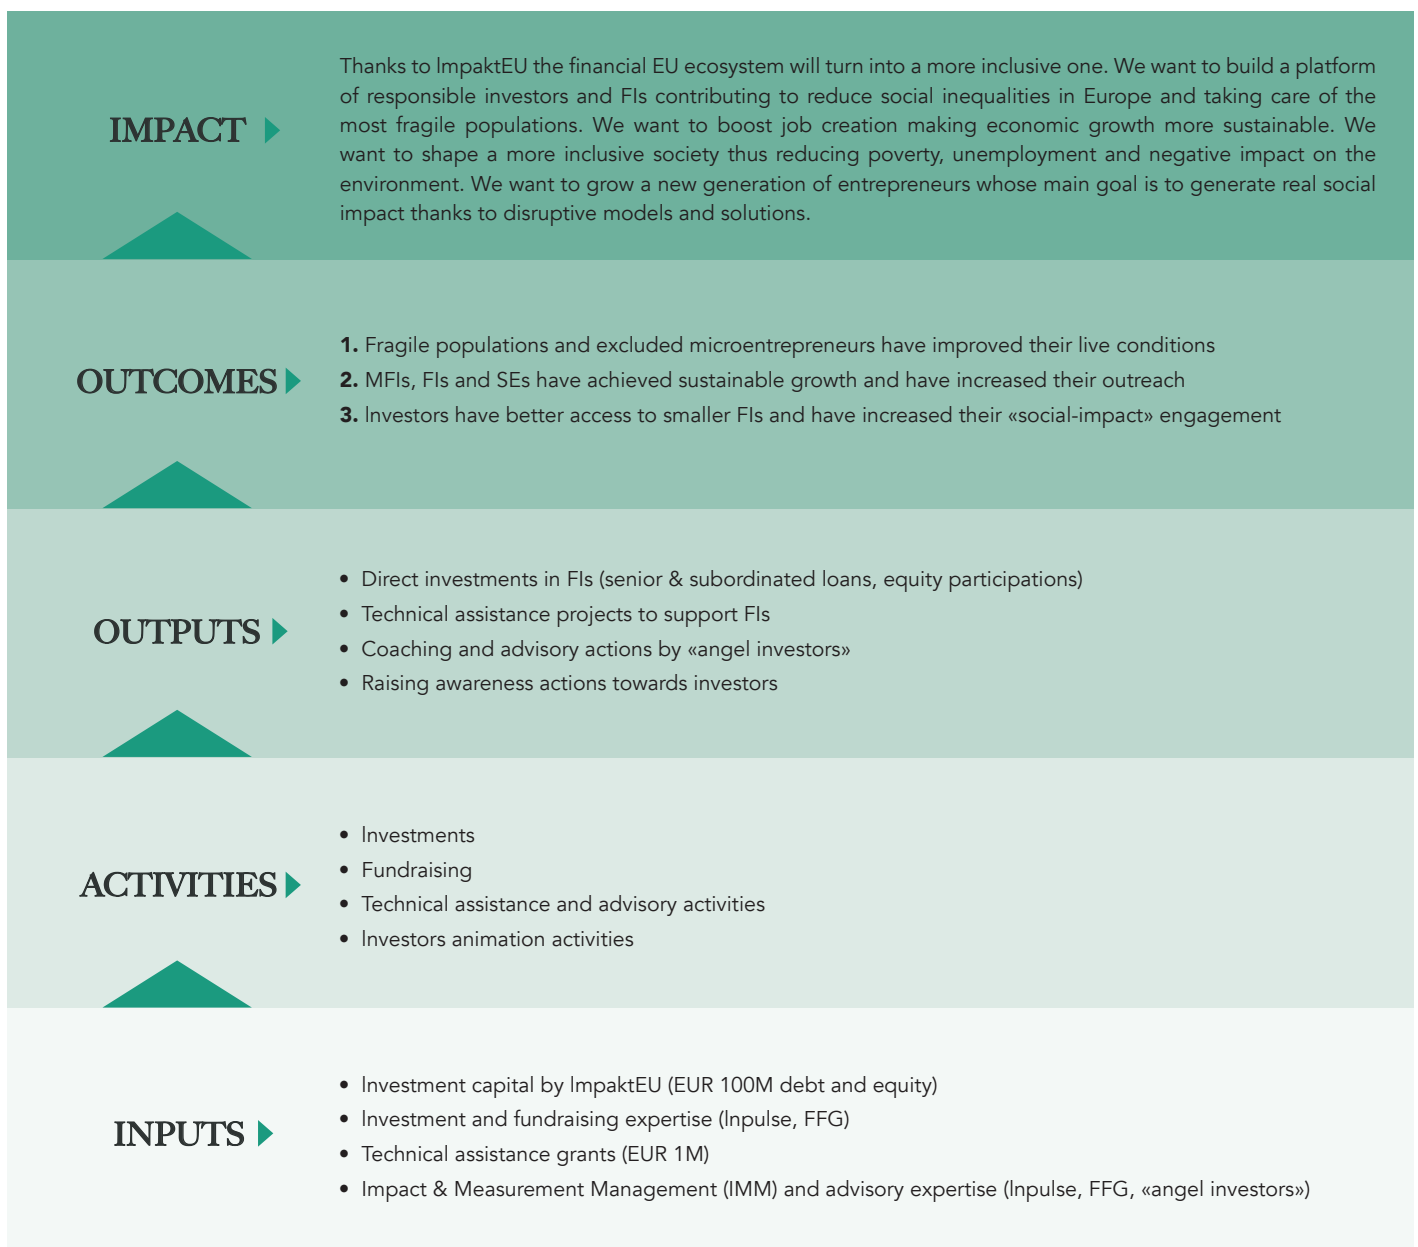 IMPACT
Thanks to ImpaktEU the financial EU ecosystem will turn into a more inclusive one. We want to build a platform
of responsible investors and FIs contributing to reduce social inequalities in Europe and taking care of the
most fragile populations. We want to boost job creation making economic growth more sustainable. We
want to shape a more inclusive society thus reducing poverty, unemployment and negative impact on the
environment. We want to grow a new generation of entrepreneurs whose main goal is to generate real social
impact thanks to disruptive models and solutions.
OUTCOMES
1. Fragile populations and excluded microentrepreneurs have improved their live conditions
2. MFIs, FIs and SEs have achieved sustainable growth and have increased their outreach
3. Investors have better access to smaller FIs and have increased their «social-impact» engagement
OUTPUTS
• Direct investments in FIs (senior & subordinated loans, equity participations)
• Technical assistance projects to support FIs
• Coaching and advisory actions by «angel investors»
• Raising awareness actions towards investors
ACTIVITIES
• Investments
• Fundraising
• Technical assistance and advisory activities
• Investors animation activities
INPUTS
• Investment capital by ImpaktEU (EUR 100M debt and equity)
• Investment and fundraising expertise (Inpulse, FFG)
• Technical assistance grants (EUR 1M)
• Impact & Measurement Management (IMM) and advisory expertise (Inpulse, FFG, «angel investors»)